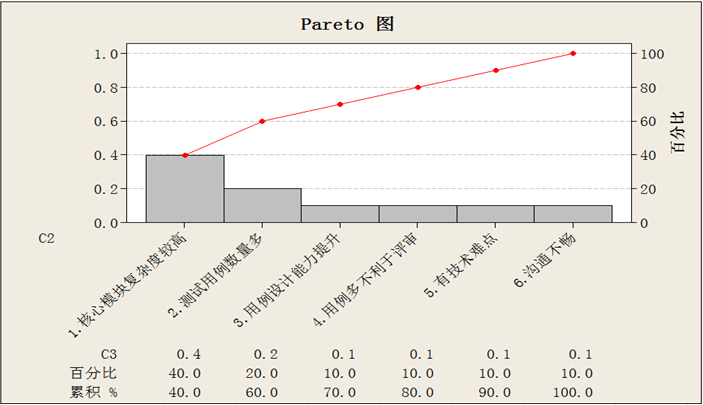 Pareto 图
1.0
0.8
0.6
0.4
0.2
0.0
100
80
60
40
20
0
百分比
C2
1.核心模块复杂度较高
2.测试用例数量多
3.用例设计能力提升
4.用例多不利于评审
5.有技术难点
6.沟通不畅
C3 0.4 0.2 0.1 0.1 0.1 0.1
百分比 40.0 20.0 10.0 10.0 10.0 10.0
累积 % 40.0 60.0 70.0 80.0 90.0 100.0